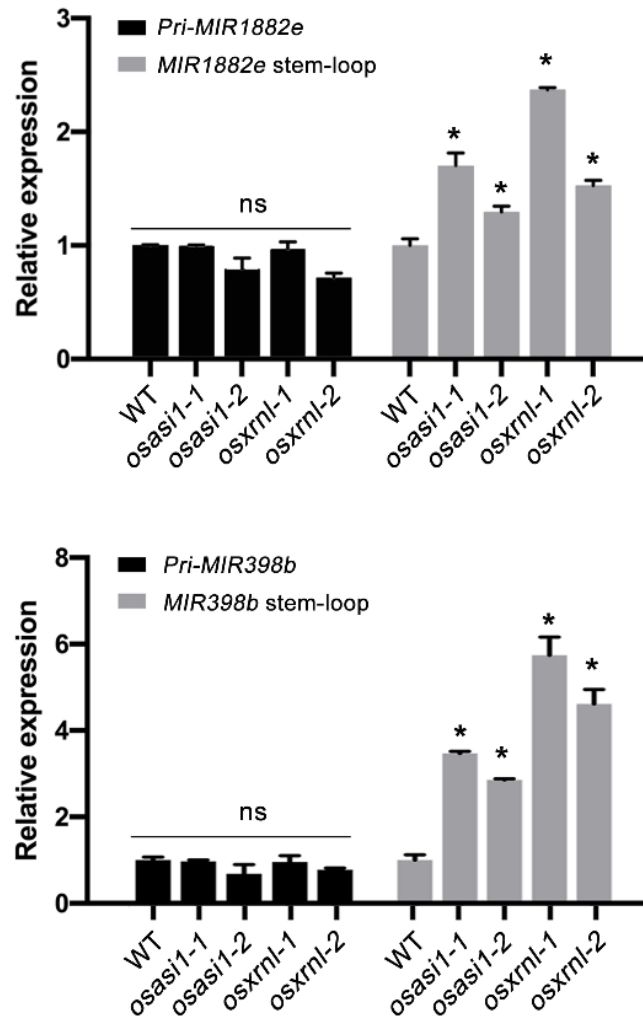 Pri-MIR1882e
MIR1882e stem-loop
Relative expression
3
2
1
0
ns
*
*
*
*
WT
osasi1-1
osasi1-2
osxrnl-1
osxrnl-2
WT
osasi1-1
osasi1-2
osxrnl-1
osxrnl-2
Pri-MIR398b
MIR398b stem-loop
Relative expression
8
6
4
2
0
ns
*
*
*
*
WT
osasi1-1
osasi1-2
osxrnl-1
osxrnl-2
WT
osasi1-1
osasi1-2
osxrnl-1
osxrnl-2